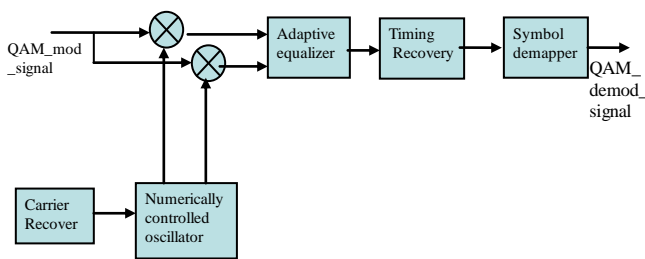 QAM_mod
_signal
Adaptive
equalizer
Timing
Recovery
Symbol
demapper
QAM_
demod_
signal
Carrier
Recover
Numerically
controlled
oscillator